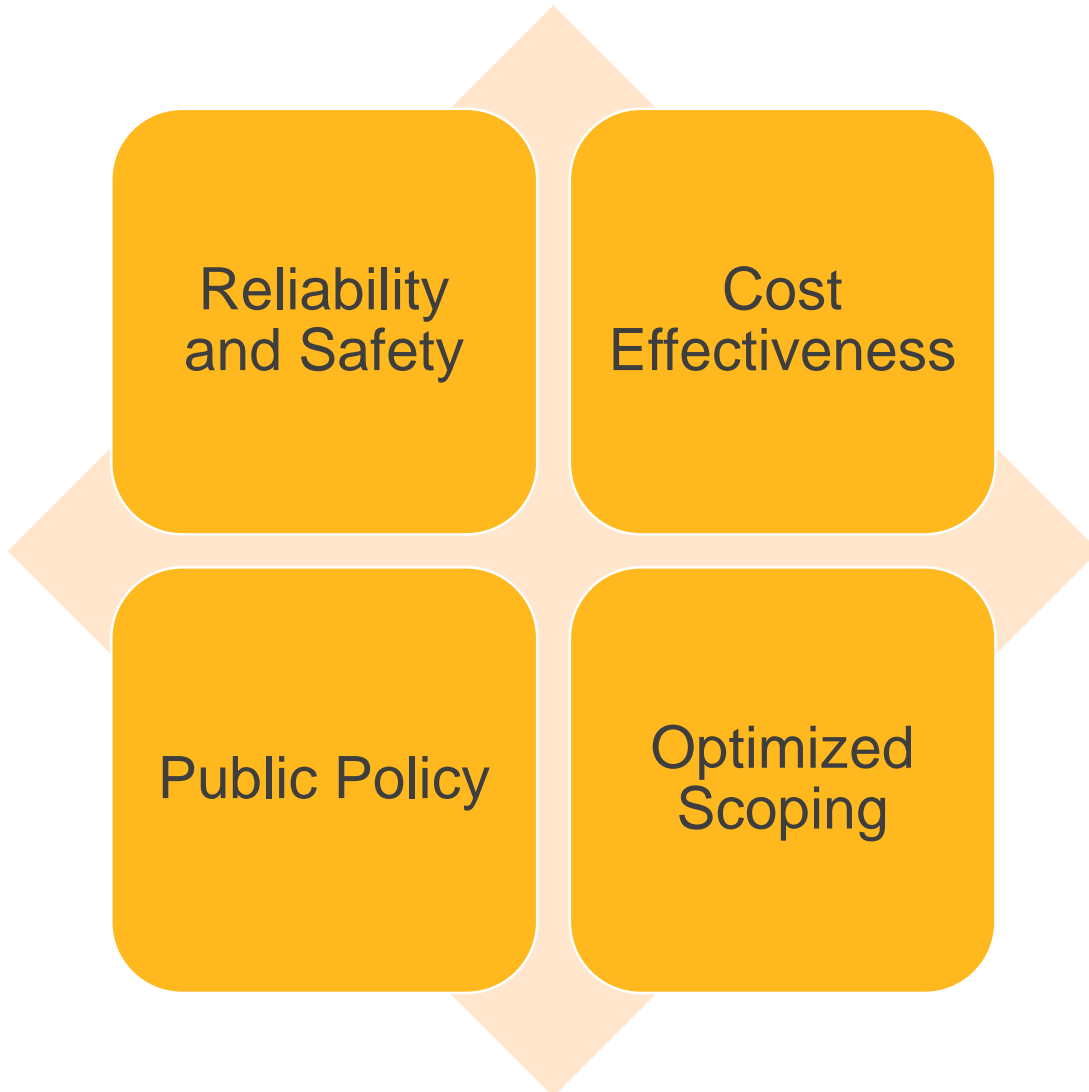 Reliability
and Safety
Cost
Effectiveness
Public Policy
Optimized
Scoping